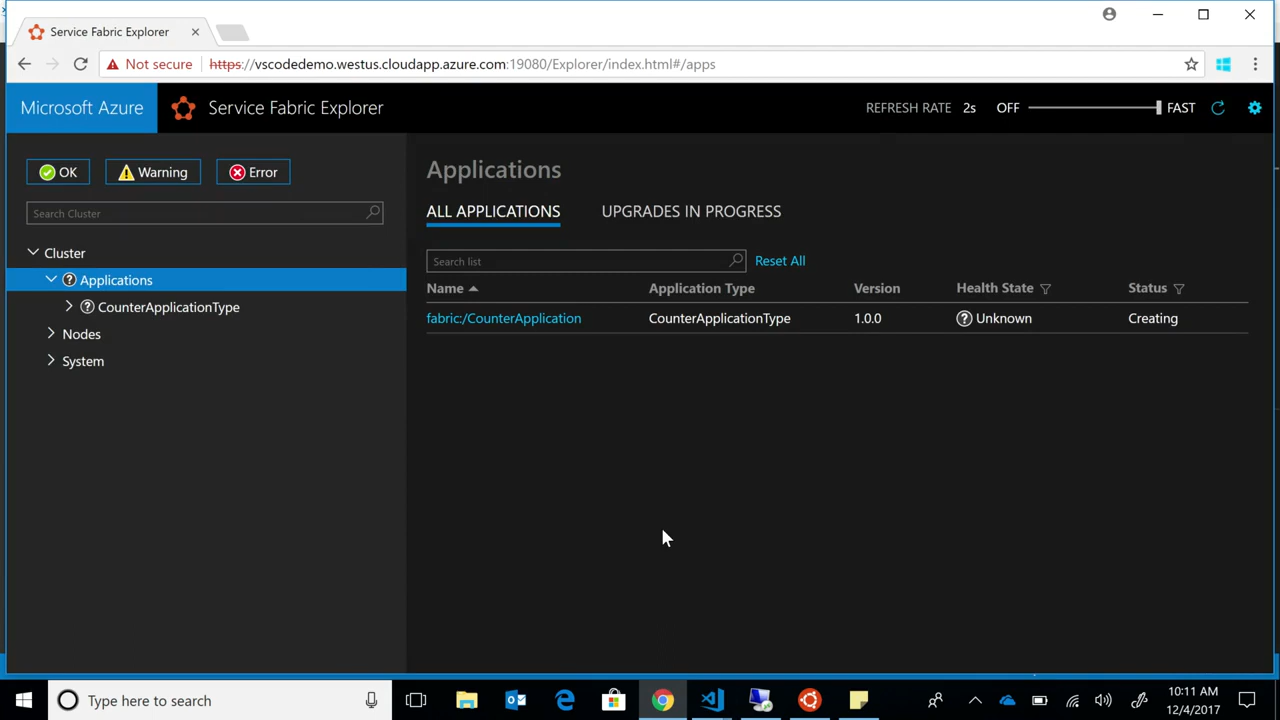 Service Fabric Explorer
Not secure https://vscodedemo.westus.cloudapp.azure.com:19080/Explorer/index.html#/apps
Microsoft Azure Service Fabric Explorer REFRESH RATE 2s OFF FAST
OK Warning Error
Search Cluster
Cluster
Applications
CounterApplicationType
Nodes
System
Applications
ALL APPLICATIONS UPGRADES IN PROGRESS
Search list Reset All
Name Application Type Version Health State Status
fabric:/CounterApplication CounterApplicationType 1.0.0 Unknown Creating
Type here to search
10:11 AM
12/4/2017